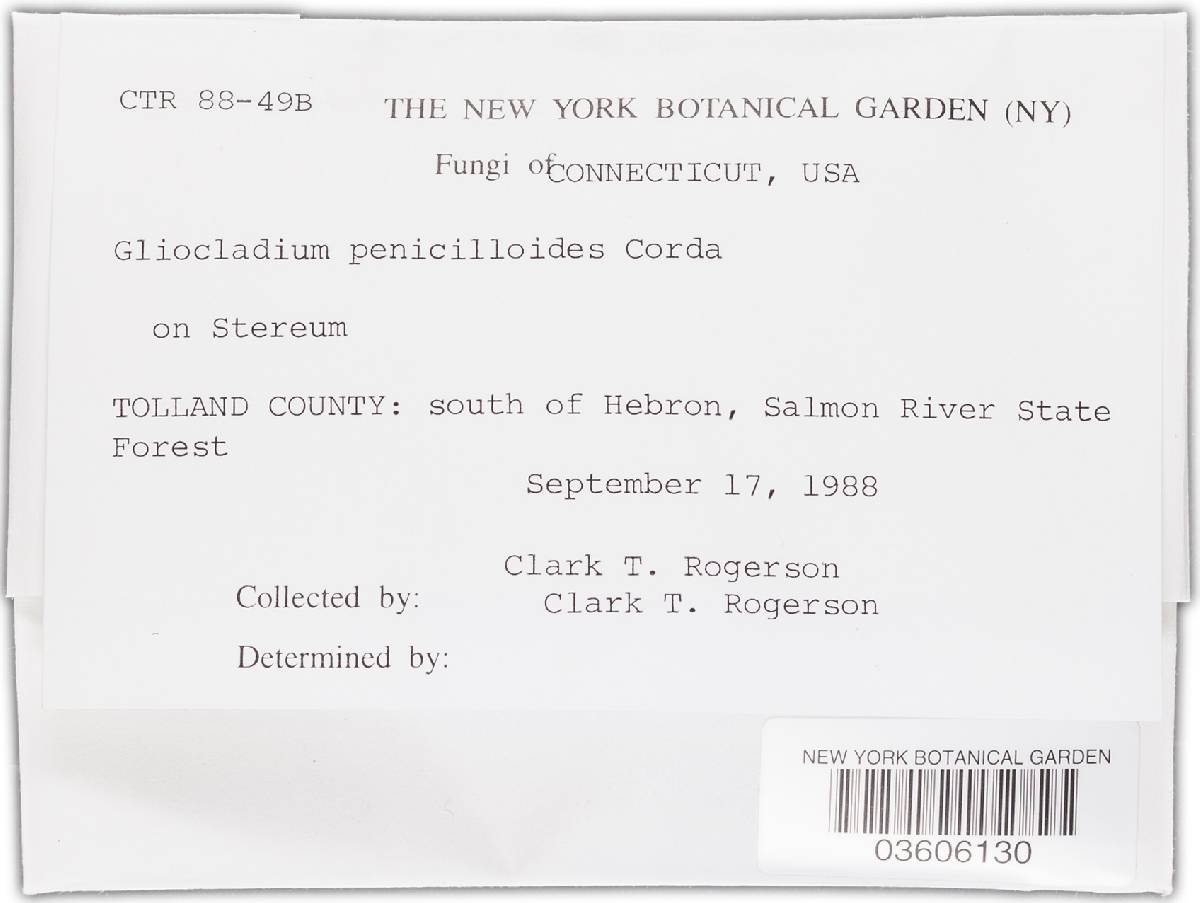 CTR 88-49B THE NEW YORK BOTANICAL GARDEN (NY)
Fungi of CONNECTICUT, USA
Gliocladium penicilloides Corda
on Stereum
TOLLAND COUNTY: south of Hebron, Salmon River State
Forest
September 17, 1988
Clark T. Rogerson
Collected by: Clark T. Rogerson
Determined by:
NEW YORK BOTANICAL GARDEN
03606130